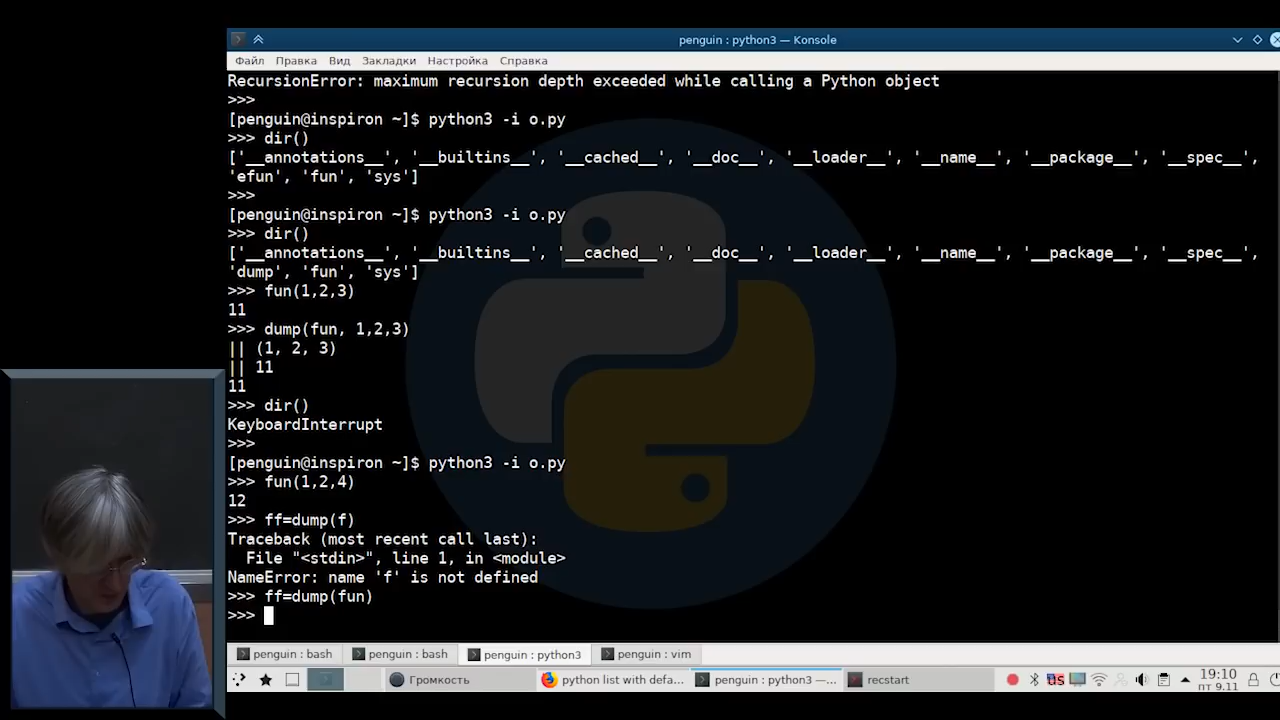 penguin : python3 — Konsole
Файл Правка Вид Закладки Настройка Справка
RecursionError: maximum recursion depth exceeded while calling a Python object
>>>
[penguin@inspiron ~]$ python3 -i o.py
>>> dir()
['__annotations__', '__builtins__', '__cached__', '__doc__', '__loader__', '__name__', '__package__', '__spec__',
'efun', 'fun', 'sys']
>>>
[penguin@inspiron ~]$ python3 -i o.py
>>> dir()
['__annotations__', '__builtins__', '__cached__', '__doc__', '__loader__', '__name__', '__package__', '__spec__',
'dump', 'fun', 'sys']
>>> fun(1,2,3)
11
>>> dump(fun, 1,2,3)
|| (1, 2, 3)
|| 11
11
>>> dir()
KeyboardInterrupt
>>>
[penguin@inspiron ~]$ python3 -i o.py
>>> fun(1,2,4)
12
>>> ff=dump(f)
Traceback (most recent call last):
  File "<stdin>", line 1, in <module>
NameError: name 'f' is not defined
>>> ff=dump(fun)
>>>
penguin : bash penguin : bash penguin : python3 penguin : vim
Громкость python list with defa... penguin : python3 —... recstart us 19:10
пт 9.11